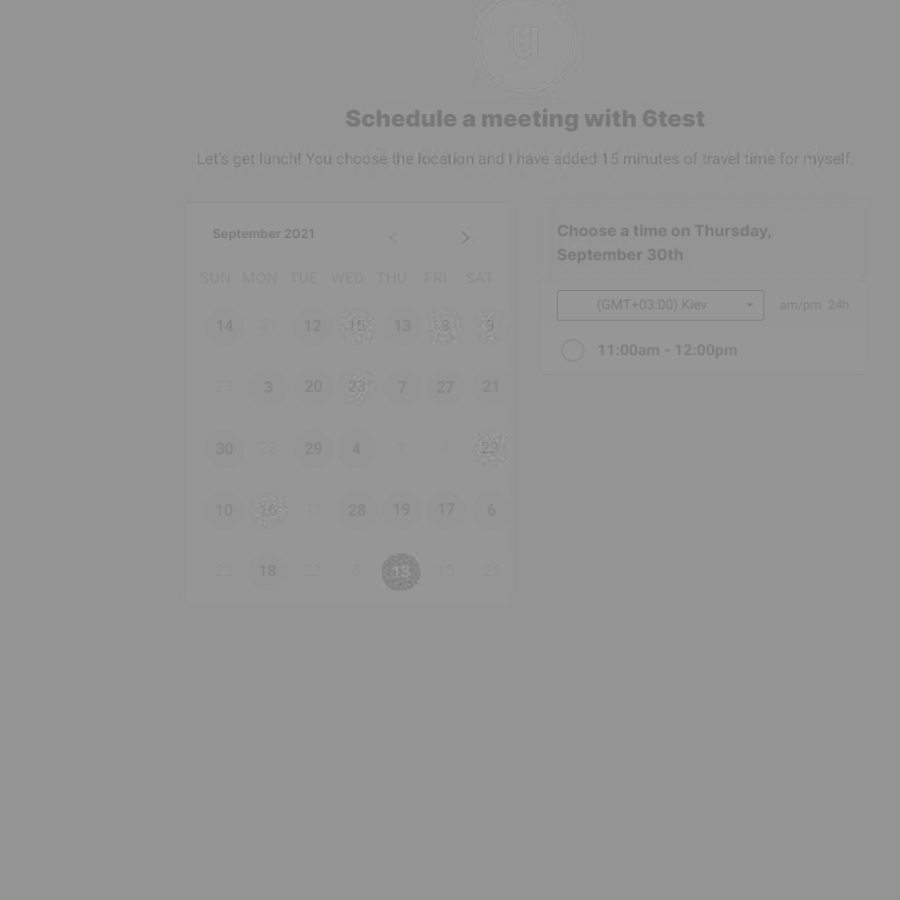 u
Schedule a meeting with 6test
Let's get lunch! You choose the location and I have added 15 minutes of travel time for myself.
September 2021
SUN MON TUE WED THU FRI SAT
14 21 12 15 13 8 9
23 3 20 23 7 27 21
30 22 29 4 1 1 22
10 16 11 28 19 17 6
23 18 22 9 13 15 26
Choose a time on Thursday,
September 30th
(GMT+03:00) Kiev am/pm 24h
11:00am - 12:00pm